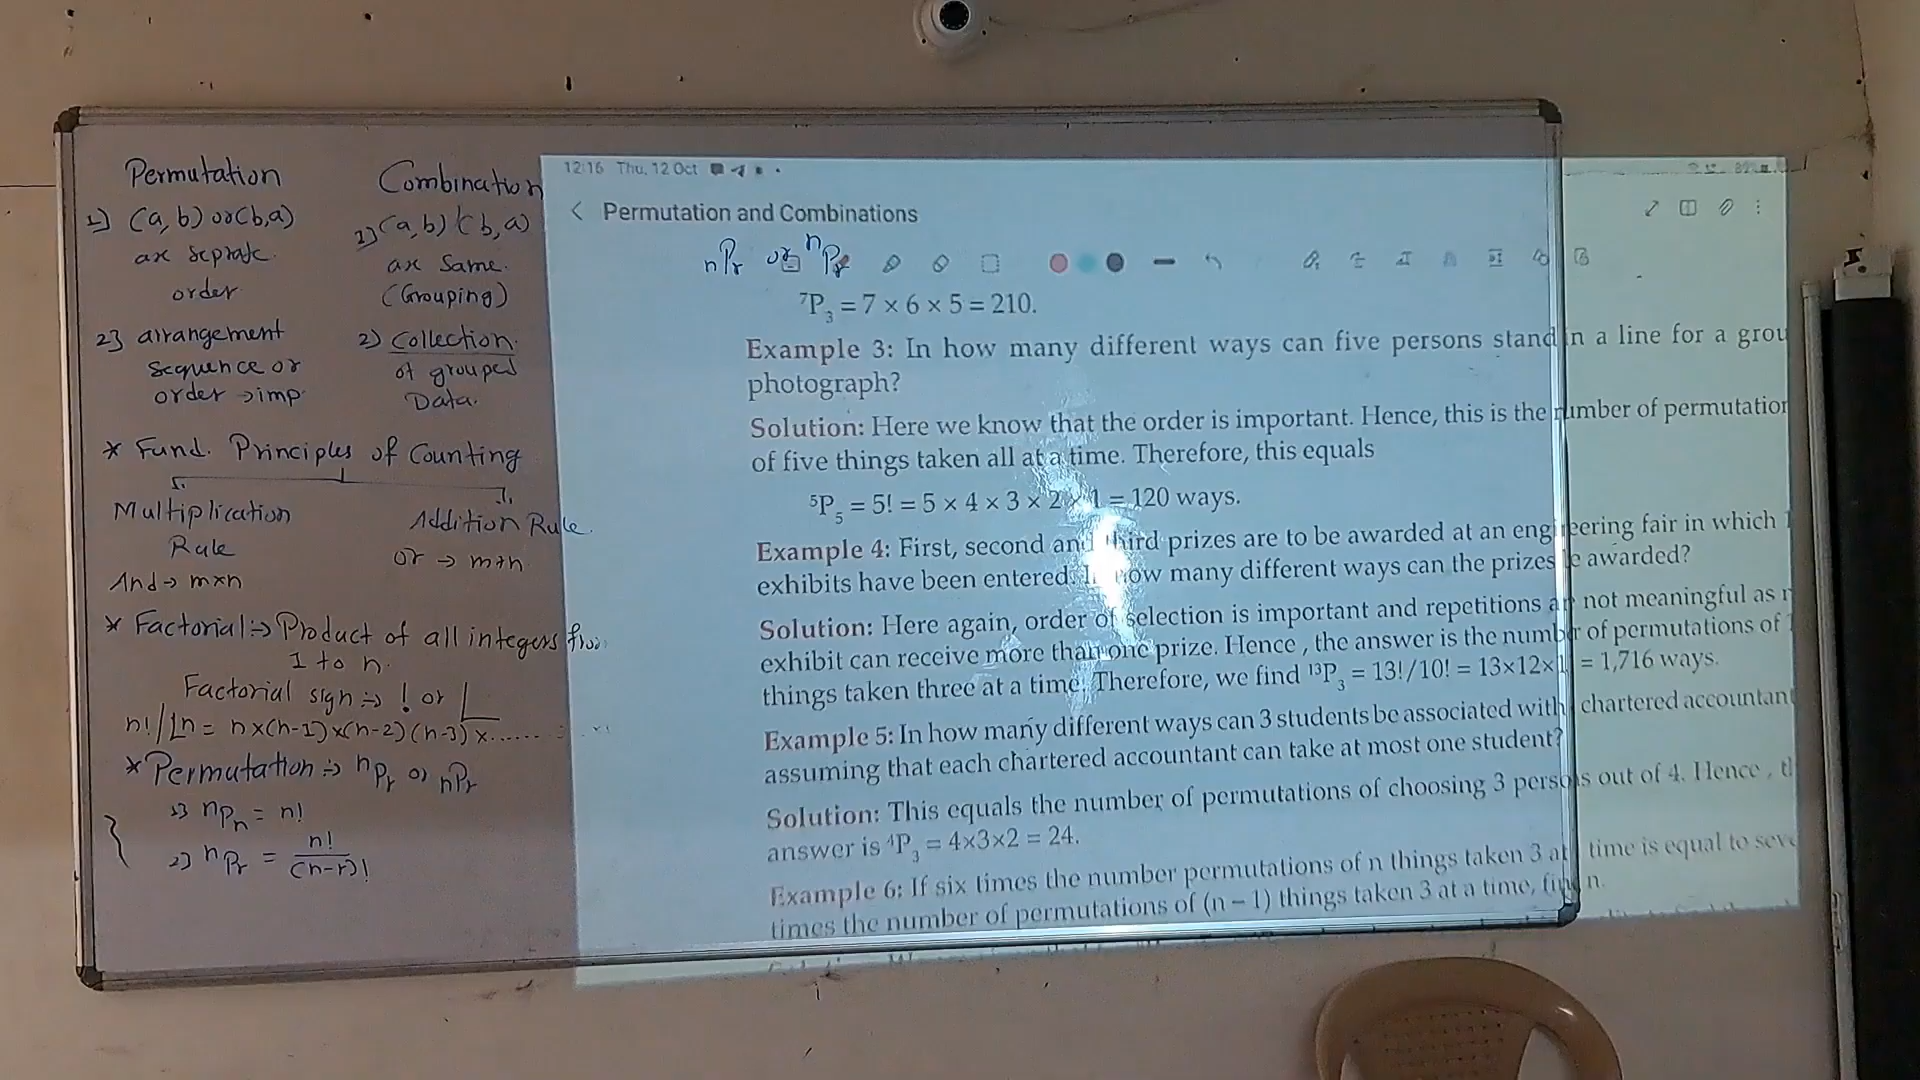 Permutation
1) (a, b) or (b,a)
are seprate
order
2) arrangement
sequence or
order → imp
Combination
1) (a, b) (b, a)
are same.
(Grouping)
2) Collection
of grouped
Data.
* Fund. Principles of Counting
Multiplication
Rule
And → m×n
Addition Rule
or → m+n
* Factorial ⇒ Product of all integers from
1 to n.
Factorial sign ⇒ ! or L
n!/Ln = n×(n-1)×(n-2)(n-3)×......
* Permutation ⇒ nPr or nPr
1) nPn = n!
2) nPr = n!/(n-r)!
12:16 Thu, 12 Oct
< Permutation and Combinations
nPr or nPr
⁷P₃ = 7 × 6 × 5 = 210.
Example 3: In how many different ways can five persons stand in a line for a grou
photograph?
Solution: Here we know that the order is important. Hence, this is the number of permutation
of five things taken all at a time. Therefore, this equals
⁵P₅ = 5! = 5 × 4 × 3 × 2 × 1 = 120 ways.
Example 4: First, second and third prizes are to be awarded at an engineering fair in which 1
exhibits have been entered. In how many different ways can the prizes be awarded?
Solution: Here again, order of selection is important and repetitions are not meaningful as n
exhibit can receive more than one prize. Hence , the answer is the number of permutations of 1
things taken three at a time. Therefore, we find ¹³P₃ = 13!/10! = 13×12×11 = 1,716 ways.
Example 5: In how many different ways can 3 students be associated with chartered accountant
assuming that each chartered accountant can take at most one student?
Solution: This equals the number of permutations of choosing 3 persons out of 4. Hence , th
answer is ⁴P₃ = 4×3×2 = 24.
Example 6: If six times the number permutations of n things taken 3 at time is equal to seve
times the number of permutations of (n – 1) things taken 3 at a time, find n.